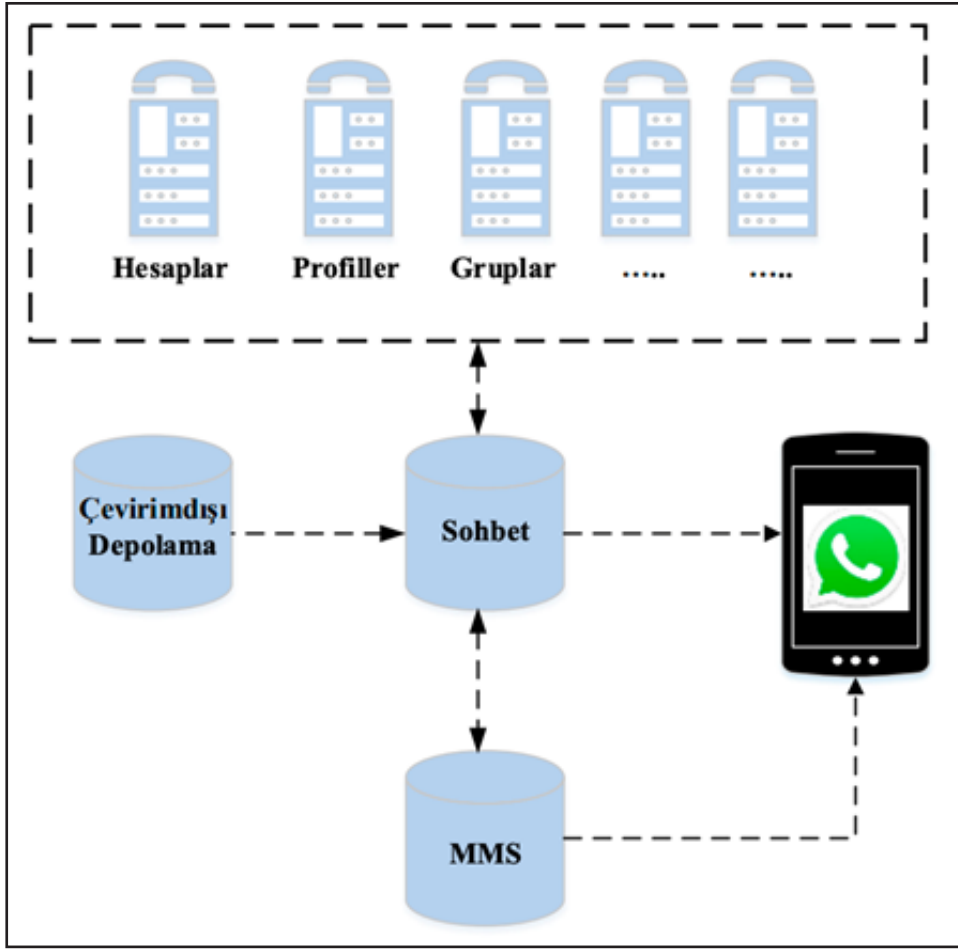 Hesaplar Profiller Gruplar ..... .....
Çevirimdışı
Depolama
Sohbet
MMS